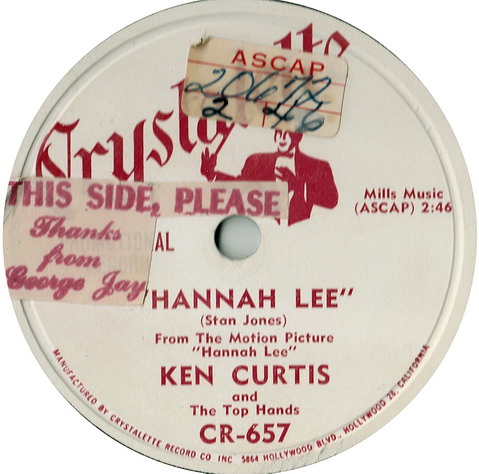 ASCAP
20672
2 46
THIS SIDE, PLEASE
Thanks
from
George Jay
Mills Music
(ASCAP) 2:46
"HANNAH LEE"
(Stan Jones)
From The Motion Picture
"Hannah Lee"
KEN CURTIS
and
The Top Hands
CR-657
MANUFACTURED BY CRYSTALETTE RECORD CO INC 5864 HOLLYWOOD BLVD., HOLLYWOOD 28, CALIFORNIA